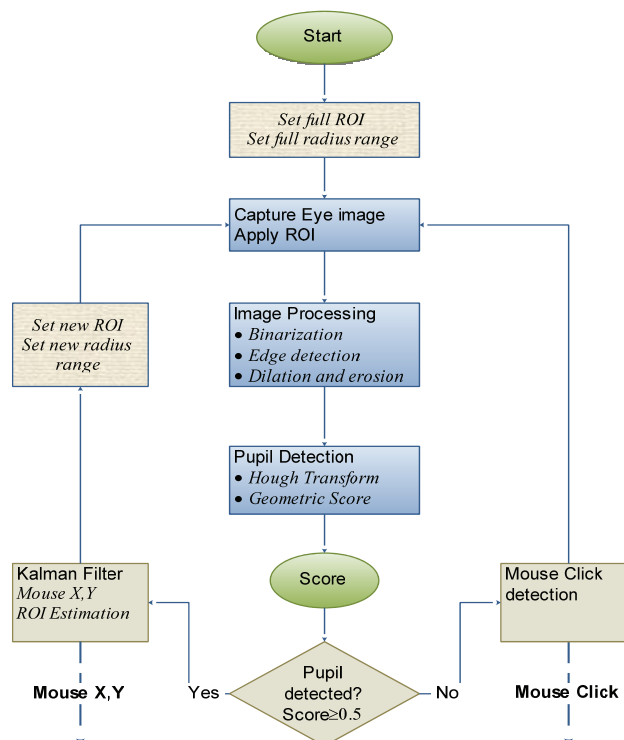 Start
Set full ROI
Set full radius range
Capture Eye image
Apply ROI
Set new ROI
Set new radius
range
Image Processing
● Binarization
● Edge detection
● Dilation and erosion
Pupil Detection
● Hough Transform
● Geometric Score
Score
Kalman Filter
Mouse X,Y
ROI Estimation
Mouse Click
detection
Pupil
detected?
Score≥0.5
Yes
No
Mouse X,Y
Mouse Click